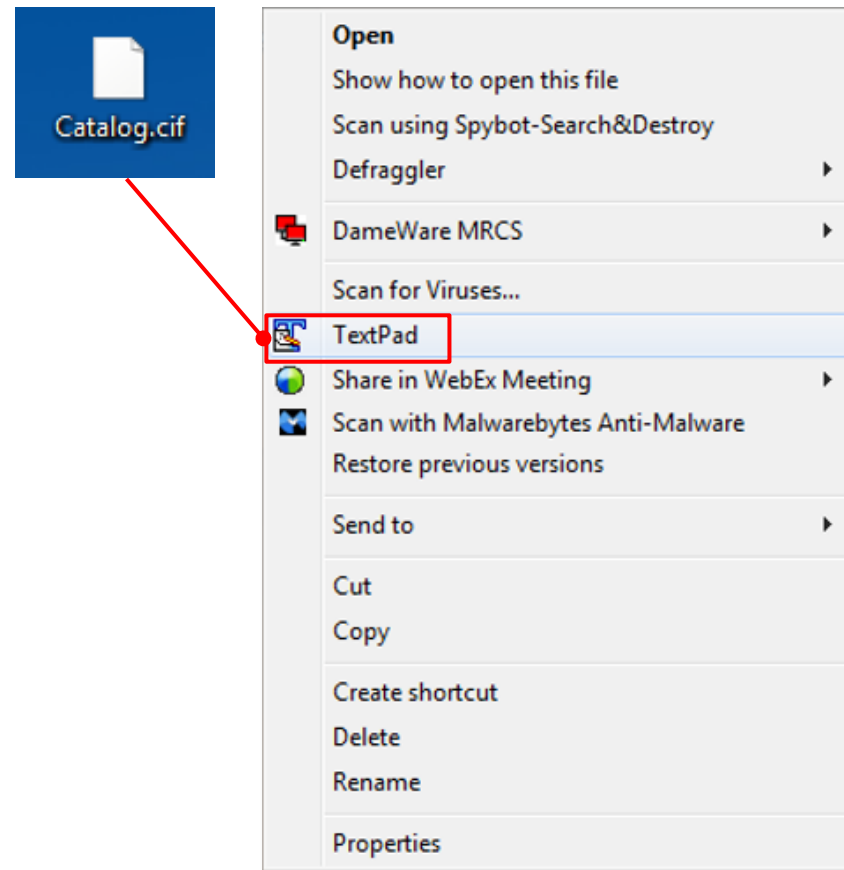 Catalog.cif
Open
Show how to open this file
Scan using Spybot-Search&Destroy
Defraggler
DameWare MRCS
Scan for Viruses...
TextPad
Share in WebEx Meeting
Scan with Malwarebytes Anti-Malware
Restore previous versions
Send to
Cut
Copy
Create shortcut
Delete
Rename
Properties